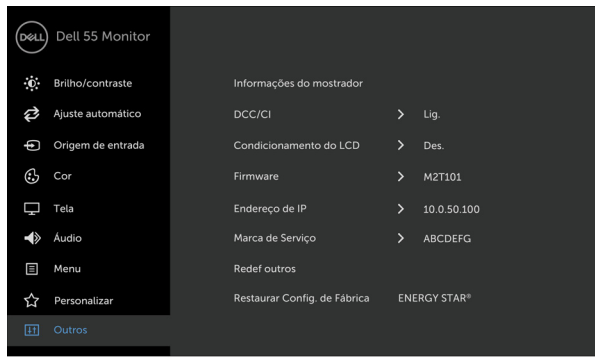 DELL Dell 55 Monitor
Brilho/contraste
Informações do mostrador
Ajuste automático
DCC/CI > Lig.
Origem de entrada
Condicionamento do LCD > Des.
Cor
Firmware > M2T101
Tela
Endereço de IP > 10.0.50.100
Áudio
Marca de Serviço > ABCDEFG
Menu
Redef outros
Personalizar
Restaurar Config. de Fábrica ENERGY STAR®
Outros